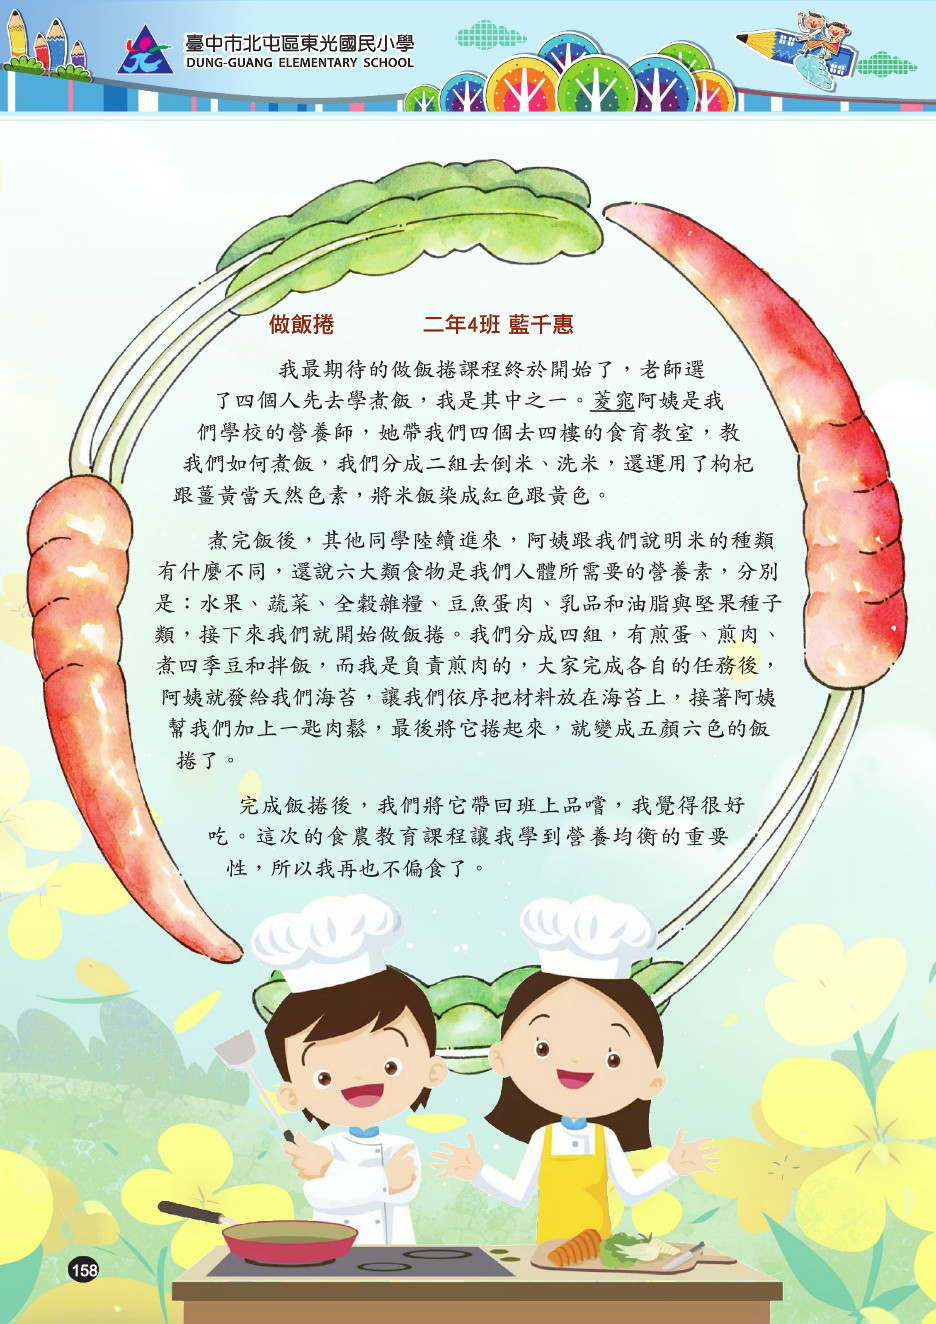 臺中市北屯區東光國民小學
DUNG-GUANG ELEMENTARY SCHOOL
做飯捲 二年4班 藍千惠
我最期待的做飯捲課程終於開始了，老師選
了四個人先去學煮飯，我是其中之一。菱窕阿姨是我
們學校的營養師，她帶我們四個去四樓的食育教室，教
我們如何煮飯，我們分成二組去倒米、洗米，還運用了枸杞
跟薑黃當天然色素，將米飯染成紅色跟黃色。
煮完飯後，其他同學陸續進來，阿姨跟我們說明米的種類
有什麼不同，還說六大類食物是我們人體所需要的營養素，分別
是：水果、蔬菜、全穀雜糧、豆魚蛋肉、乳品和油脂與堅果種子
類，接下來我們就開始做飯捲。我們分成四組，有煎蛋、煎肉、
煮四季豆和拌飯，而我是負責煎肉的，大家完成各自的任務後，
阿姨就發給我們海苔，讓我們依序把材料放在海苔上，接著阿姨
幫我們加上一匙肉鬆，最後將它捲起來，就變成五顏六色的飯
捲了。
完成飯捲後，我們將它帶回班上品嚐，我覺得很好
吃。這次的食農教育課程讓我學到營養均衡的重要
性，所以我再也不偏食了。
158